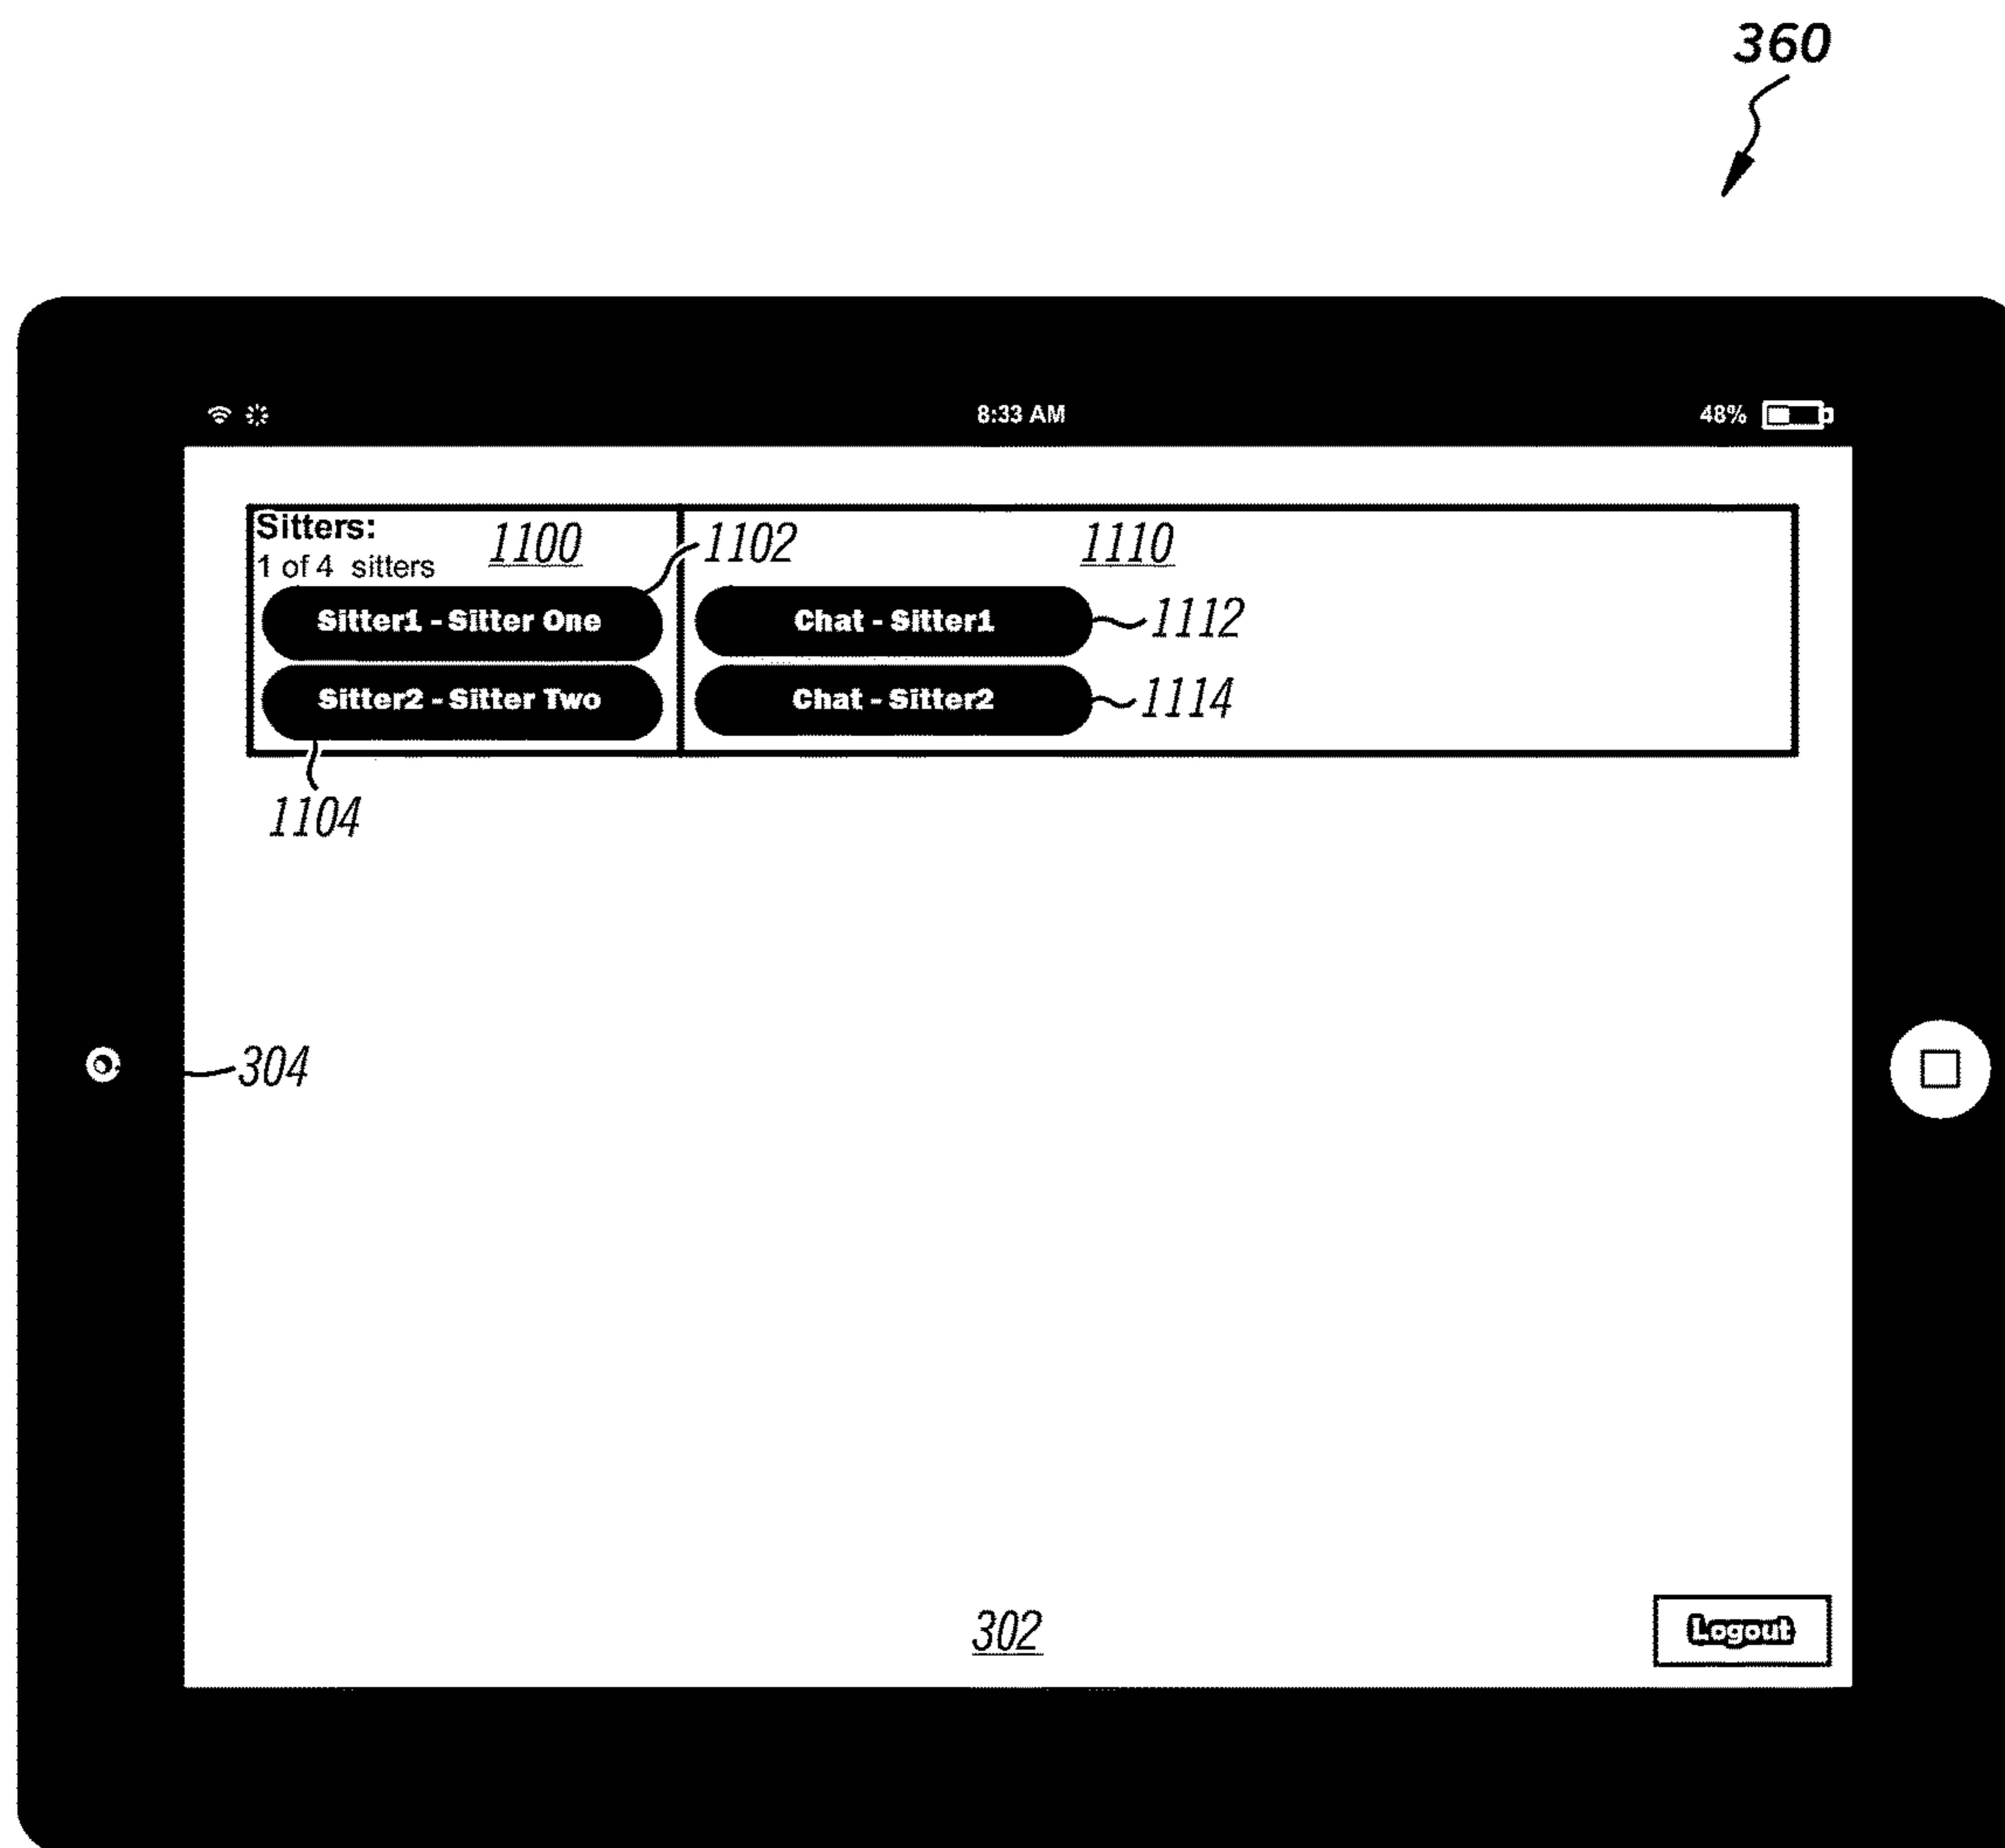 360
8:33 AM
48%
Sitters:
1100
1102
1110
1 of 4 sitters
Sitter1 - Sitter One
Chat - Sitter1
1112
Sitter2 - Sitter Two
Chat - Sitter2
1114
1104
304
302
Logout